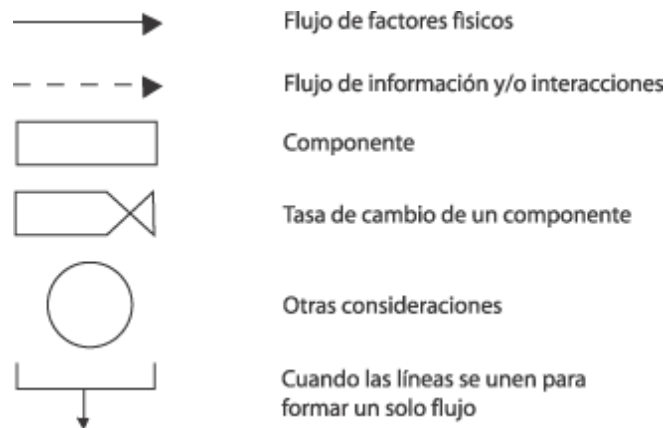 Flujo de factores fisicos
Flujo de información y/o interacciones
Componente
Tasa de cambio de un componente
Otras consideraciones
Cuando las líneas se unen para
formar un solo flujo